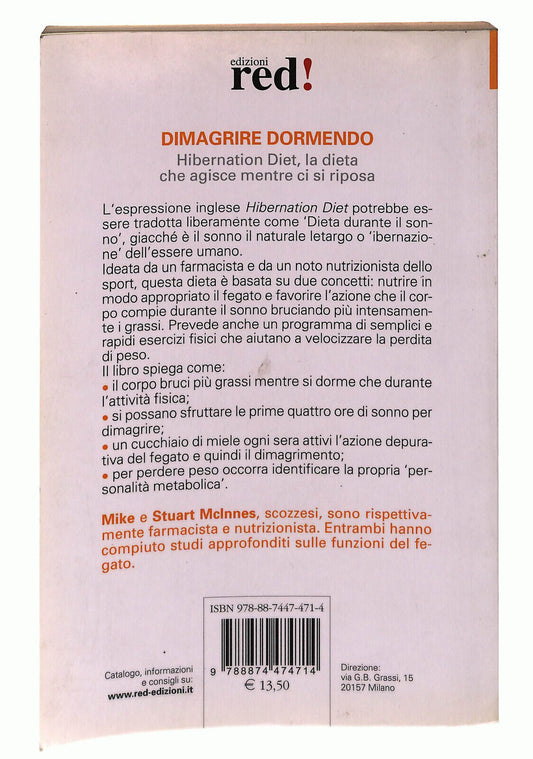 edizioni
red!
DIMAGRIRE DORMENDO
Hibernation Diet, la dieta
che agisce mentre ci si riposa
L'espressione inglese Hibernation Diet potrebbe es-
sere tradotta liberamente come 'Dieta durante il son-
no', giacché è il sonno il naturale letargo o 'ibernazio-
ne' dell'essere umano.
Ideata da un farmacista e da un noto nutrizionista dello
sport, questa dieta è basata su due concetti: nutrire in
modo appropriato il fegato e favorire l'azione che il cor-
po compie durante il sonno bruciando più intensamen-
te i grassi. Prevede anche un programma di semplici e
rapidi esercizi fisici che aiutano a velocizzare la perdita
di peso.
Il libro spiega come:
• il corpo bruci più grassi mentre si dorme che durante
l'attività fisica;
• si possano sfruttare le prime quattro ore di sonno per
dimagrire;
• un cucchiaio di miele ogni sera attivi l'azione depura-
tiva del fegato e quindi il dimagrimento;
• per perdere peso occorra identificare la propria 'per-
sonalità metabolica'.
Mike e Stuart McInnes, scozzesi, sono rispettiva-
mente farmacista e nutrizionista. Entrambi hanno
compiuto studi approfonditi sulle funzioni del fe-
gato.
ISBN 978-88-7447-471-4
9 788874 474714
€ 13,50
Catalogo, informazioni
e consigli su:
www.red-edizioni.it
Direzione:
via G.B. Grassi, 15
20157 Milano